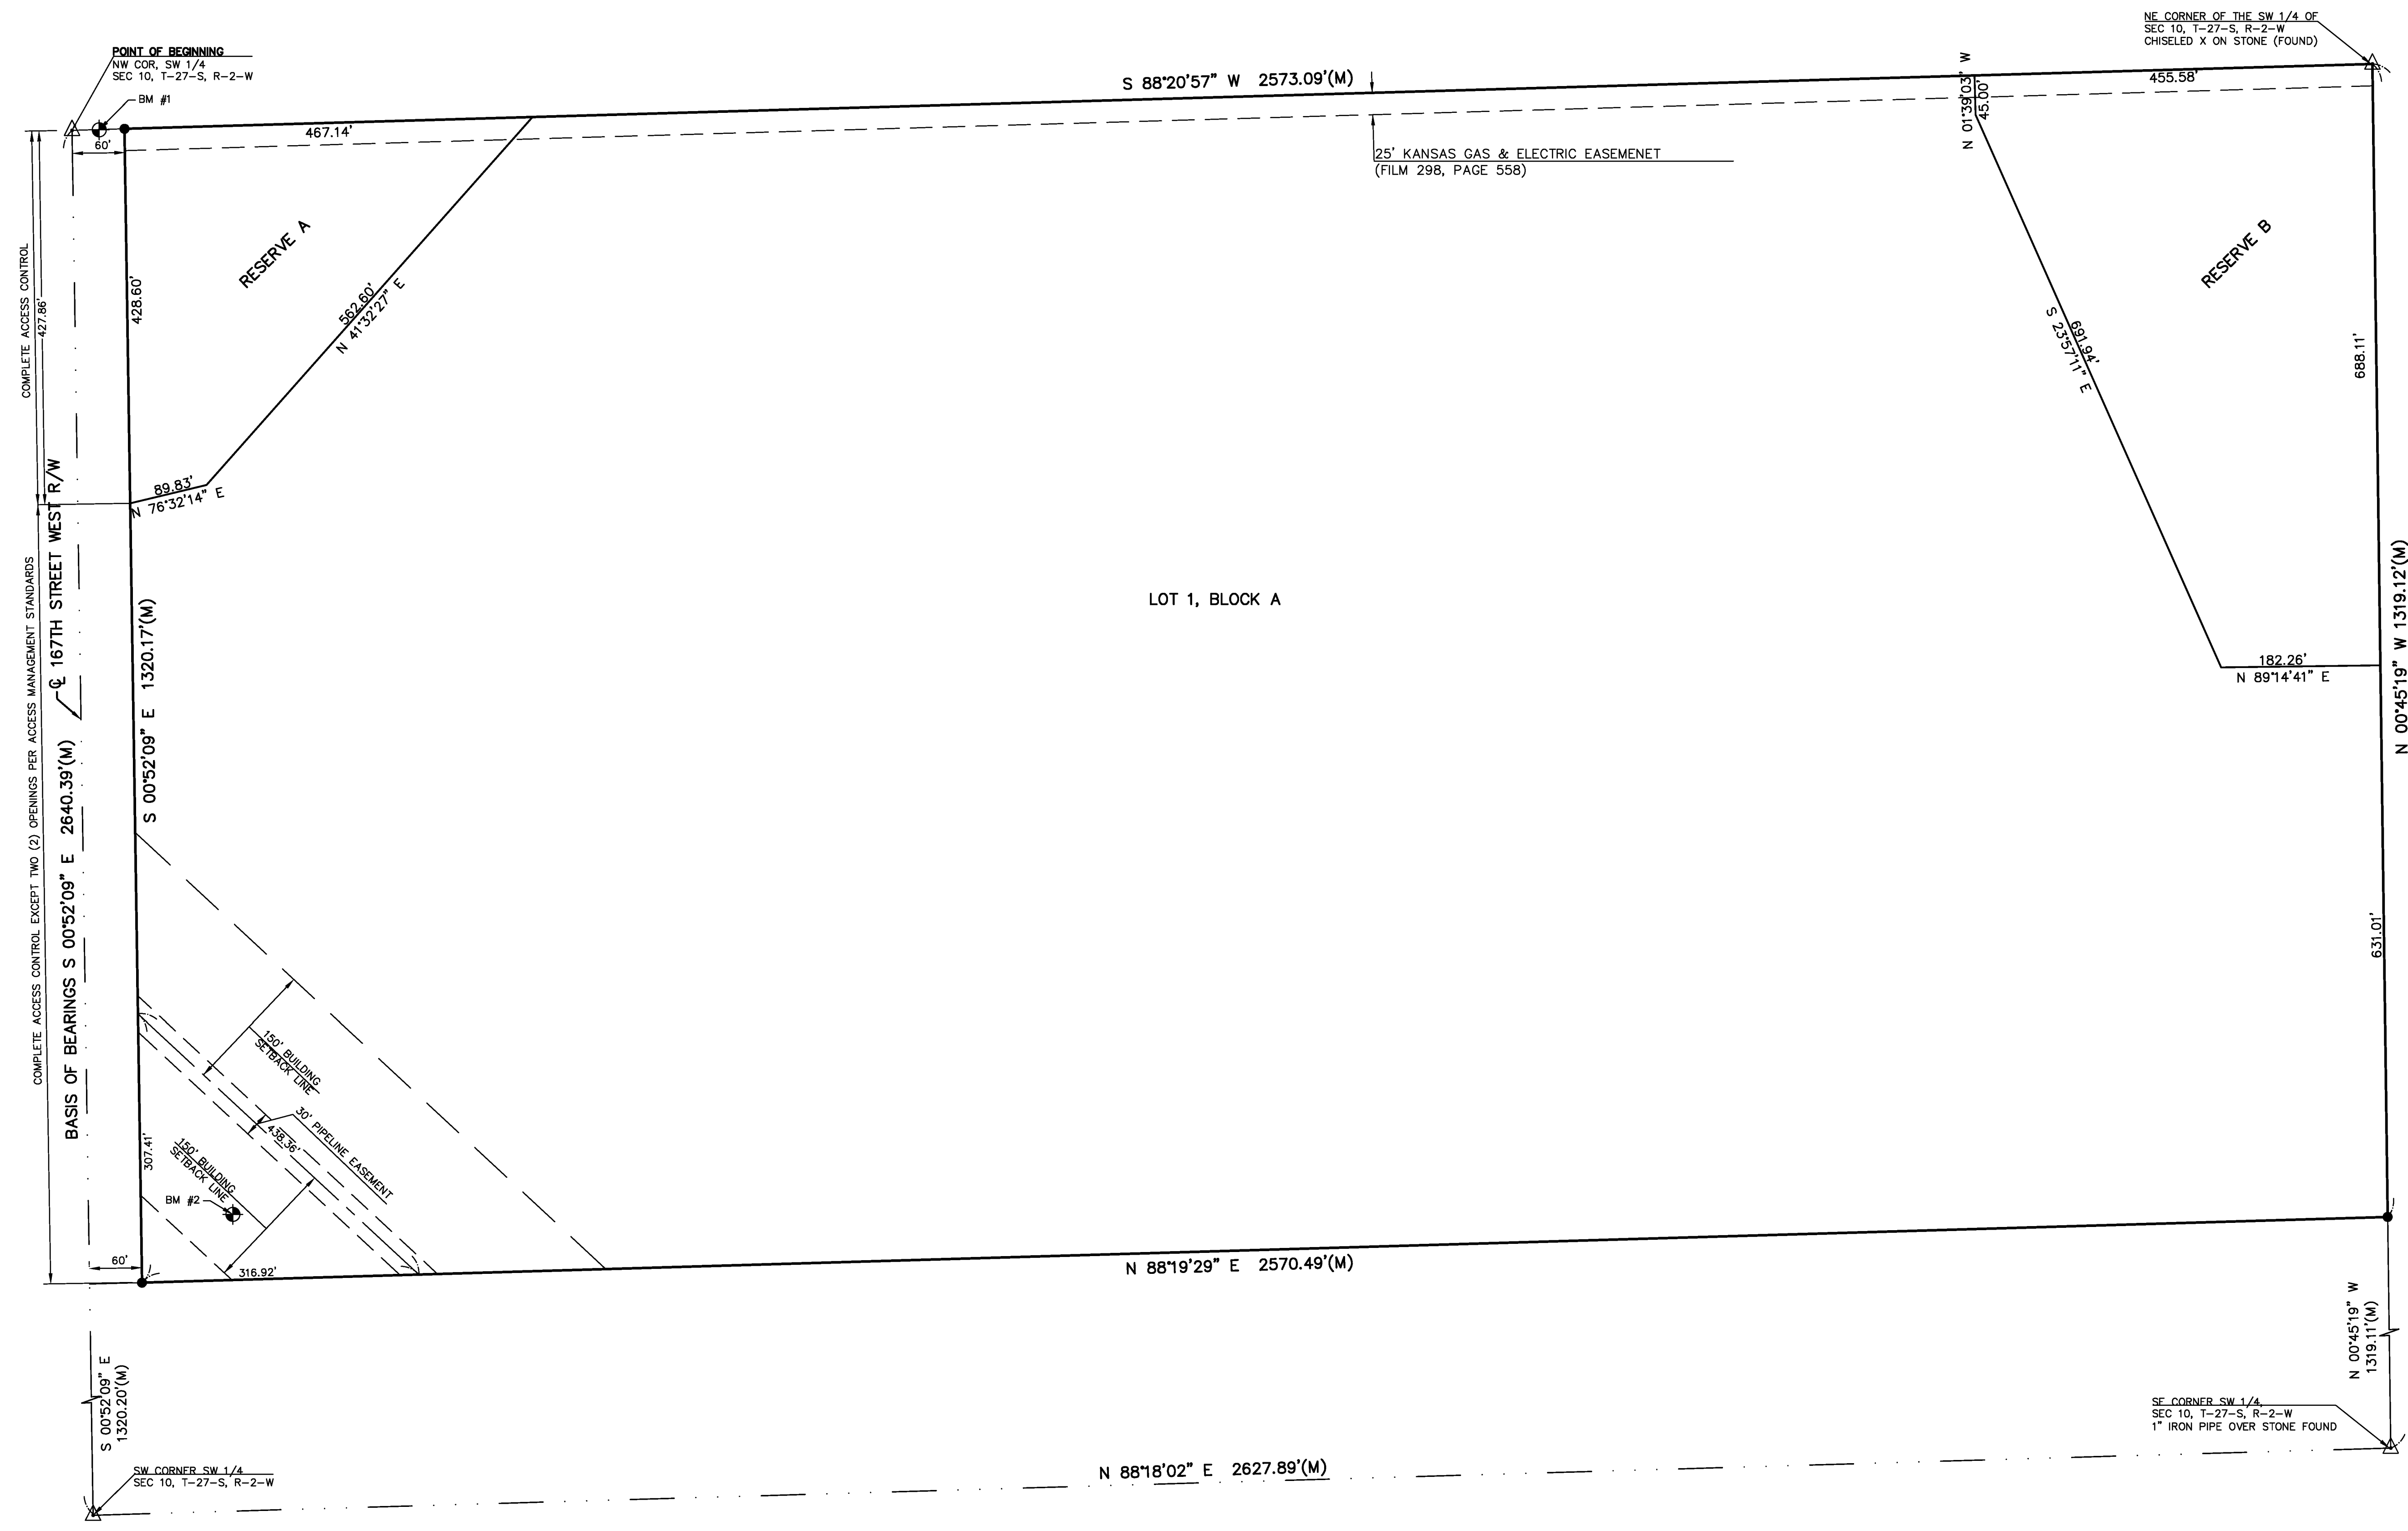 NE CORNER OF THE SW 1/4 OF
SEC 10, T-27-S, R-2-W
CHISELED X ON STONE (FOUND)
POINT OF BEGINNING
NW COR, SW 1/4
SEC 10, T-27-S, R-2-W
BM #1
S 88°20'57" W 2573.09'(M)
455.58'
N 01°39'03" W
45.00'
467.14'
60'
25' KANSAS GAS & ELECTRIC EASEMENET
(FILM 298, PAGE 558)
RESERVE A
RESERVE B
COMPLETE ACCESS CONTROL
427.86'
428.60'
562.60'
N 41°32'27" E
691.94'
S 23°57'11" E
688.11'
89.83'
N 76°32'14" E
LOT 1, BLOCK A
℄ 167TH STREET WEST R/W
S 00°52'09" E 1320.17'(M)
182.26'
N 89°14'41" E
N 00°45'19" W 1319.12'(M)
COMPLETE ACCESS CONTROL EXCEPT TWO (2) OPENINGS PER ACCESS MANAGEMENT STANDARDS
BASIS OF BEARINGS S 00°52'09" E 2640.39'(M)
631.01'
150' BUILDING
SETBACK LINE
30' PIPELINE EASEMENT
438.36'
307.41'
150' BUILDING
SETBACK LINE
BM #2
60'
316.92'
N 88°19'29" E 2570.49'(M)
S 00°52'09" E
1320.20'(M)
N 00°45'19" W
1319.11'(M)
SE CORNER SW 1/4,
SEC 10, T-27-S, R-2-W
1" IRON PIPE OVER STONE FOUND
SW CORNER SW 1/4
SEC 10, T-27-S, R-2-W
N 88°18'02" E 2627.89'(M)